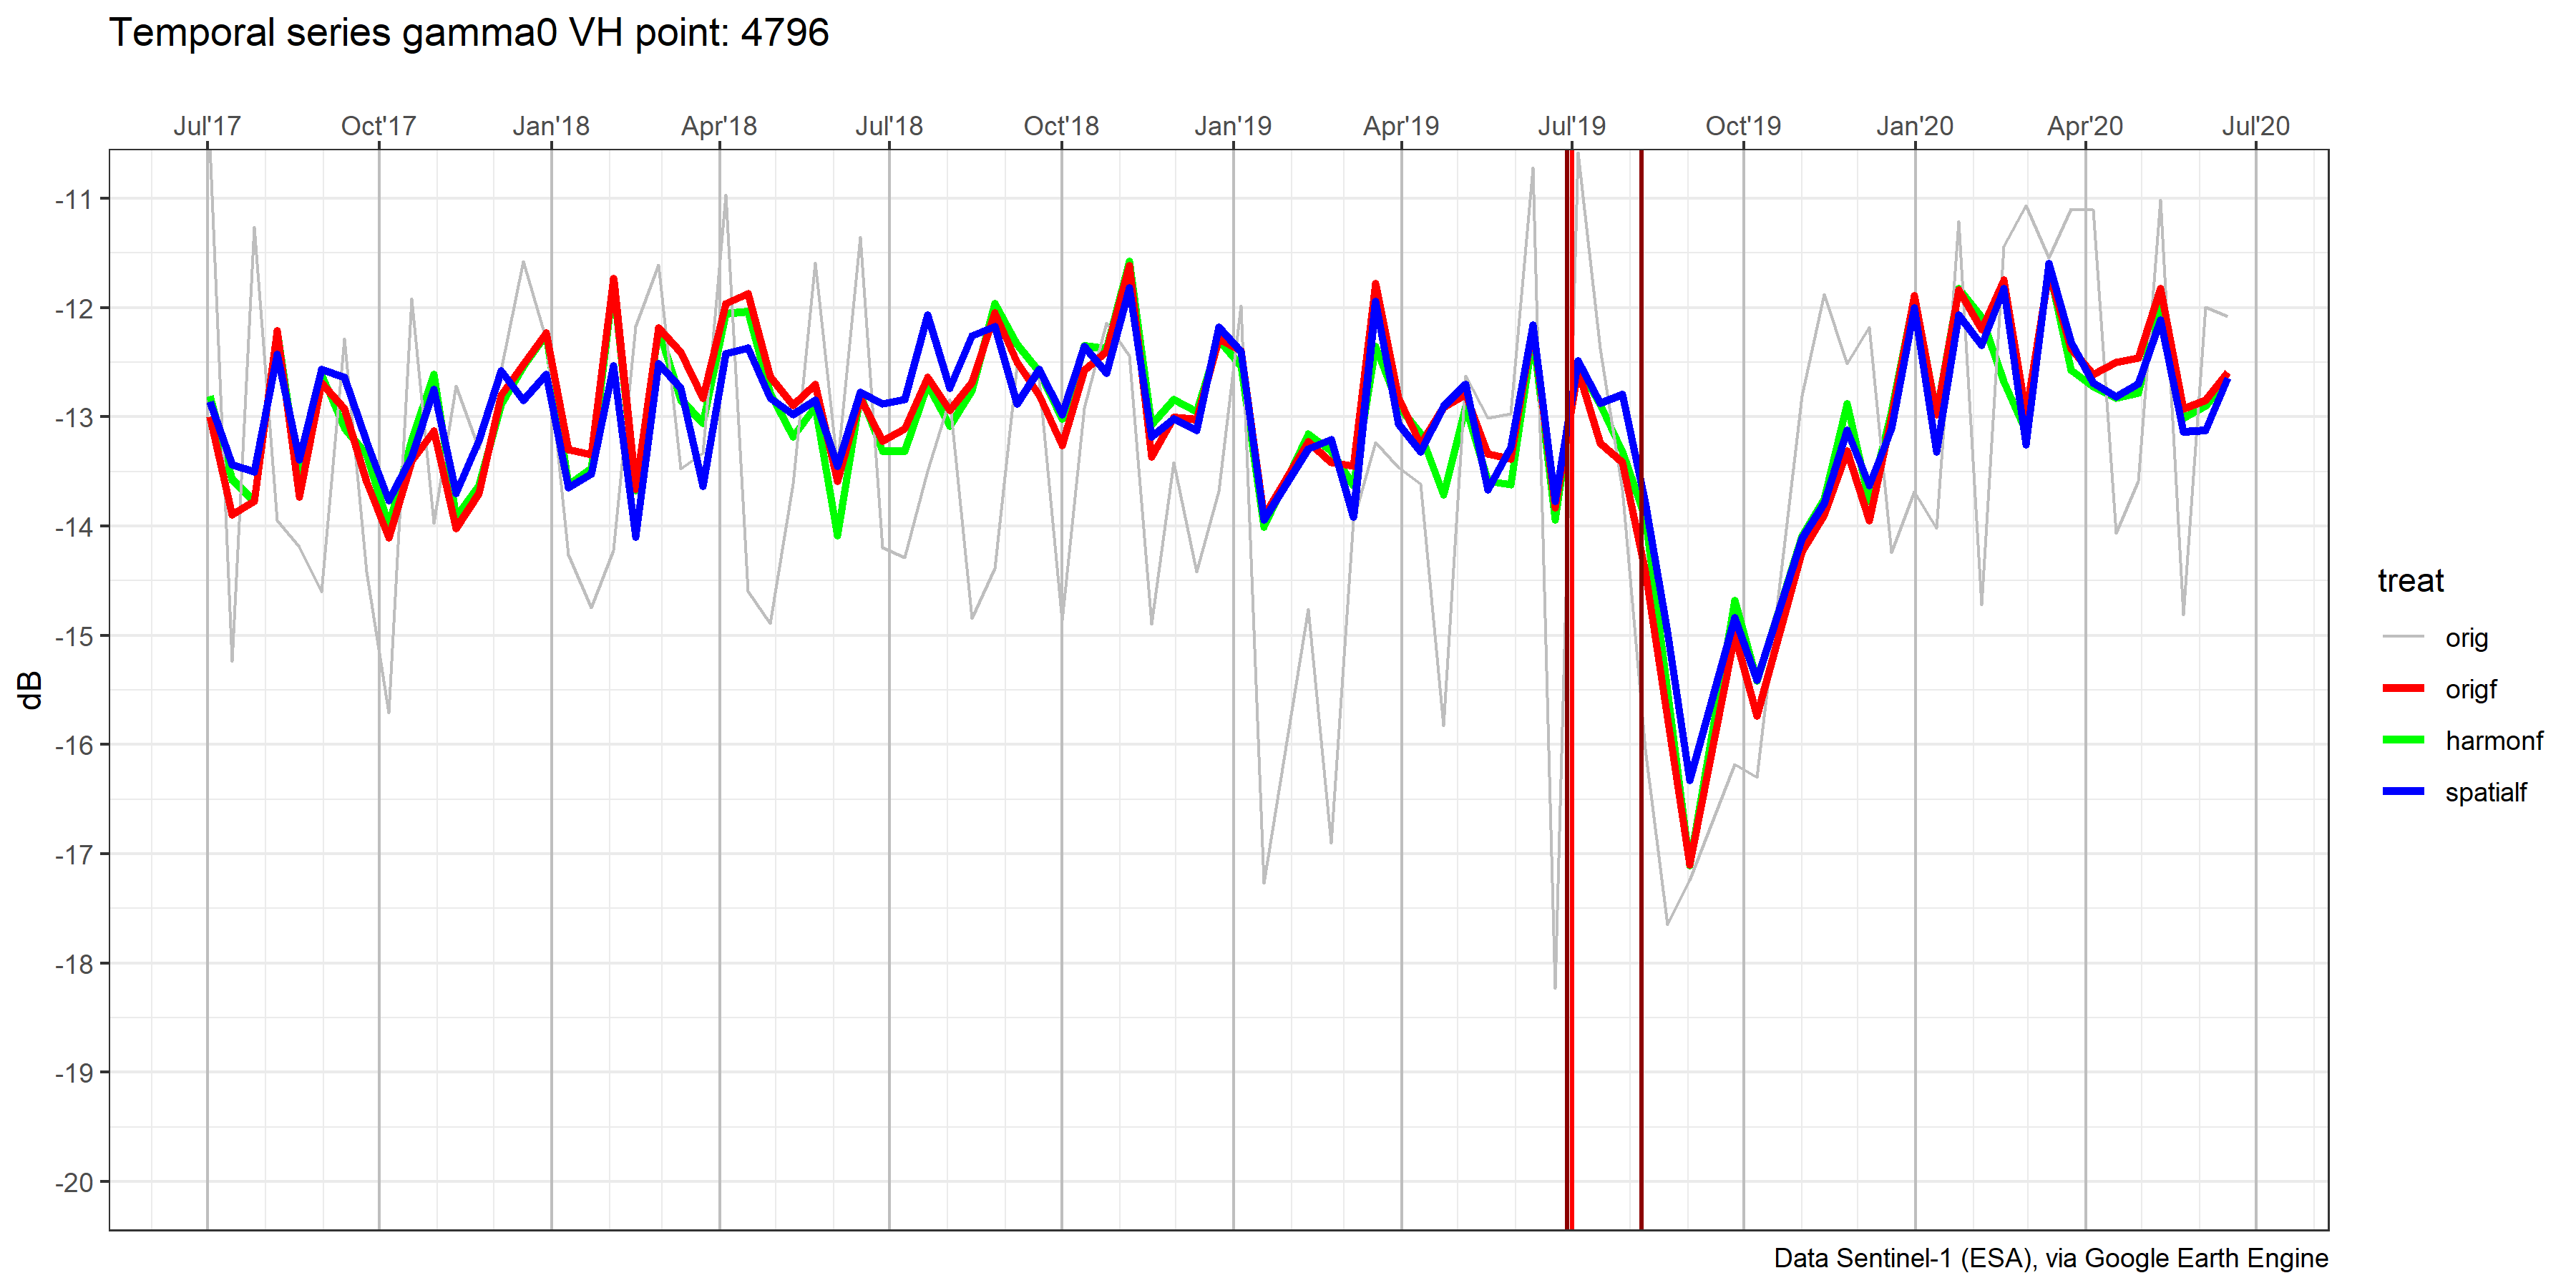 Temporal series gamma0 VH point: 4796
Jul'17 Oct'17 Jan'18 Apr'18 Jul'18 Oct'18 Jan'19 Apr'19 Jul'19 Oct'19 Jan'20 Apr'20 Jul'20
-11
-12
-13
-14
-15
-16
-17
-18
-19
-20
dB
treat
orig
origf
harmonf
spatialf
Data Sentinel-1 (ESA), via Google Earth Engine